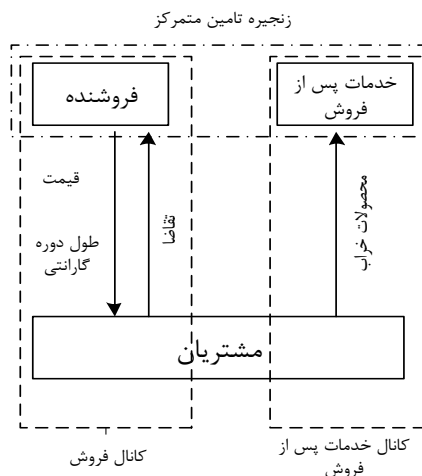 زنجیره تامین متمرکز
فروشنده
خدمات پس از
فروش
قیمت
طول دوره
گارانتی
تقاضا
محصولات خراب
مشتریان
کانال فروش
کانال خدمات پس از
فروش